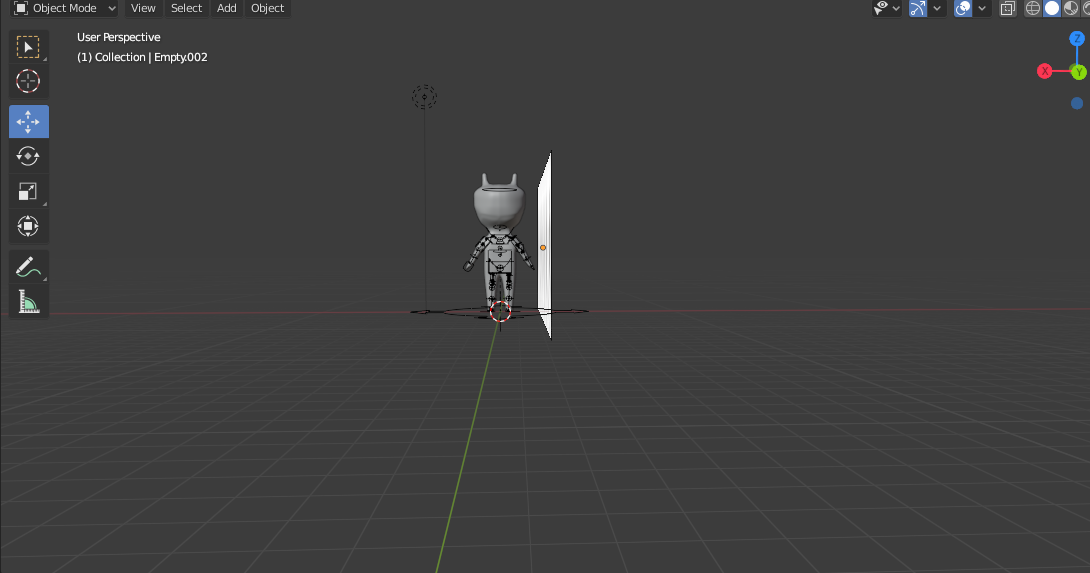 Object Mode View Select Add Object
User Perspective
(1) Collection | Empty.002
Z
X
Y